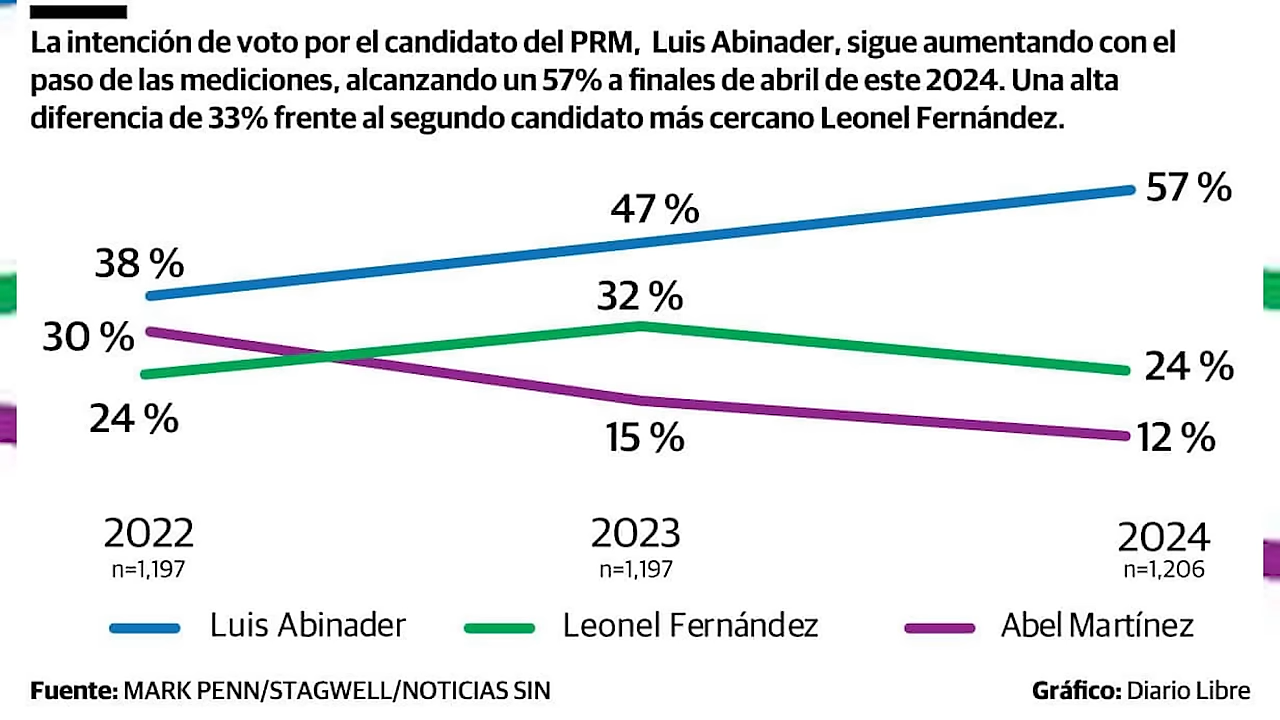 La intención de voto por el candidato del PRM, Luis Abinader, sigue aumentando con el
paso de las mediciones, alcanzando un 57% a finales de abril de este 2024. Una alta
diferencia de 33% frente al segundo candidato más cercano Leonel Fernández.
57 %
47 %
38 %
32 %
30 %
24 %
24 %
15 %
12 %
2022
2023
2024
n=1,197
n=1,197
n=1,206
Luis Abinader
Leonel Fernández
Abel Martínez
Fuente: MARK PENN/STAGWELL/NOTICIAS SIN
Gráfico: Diario Libre